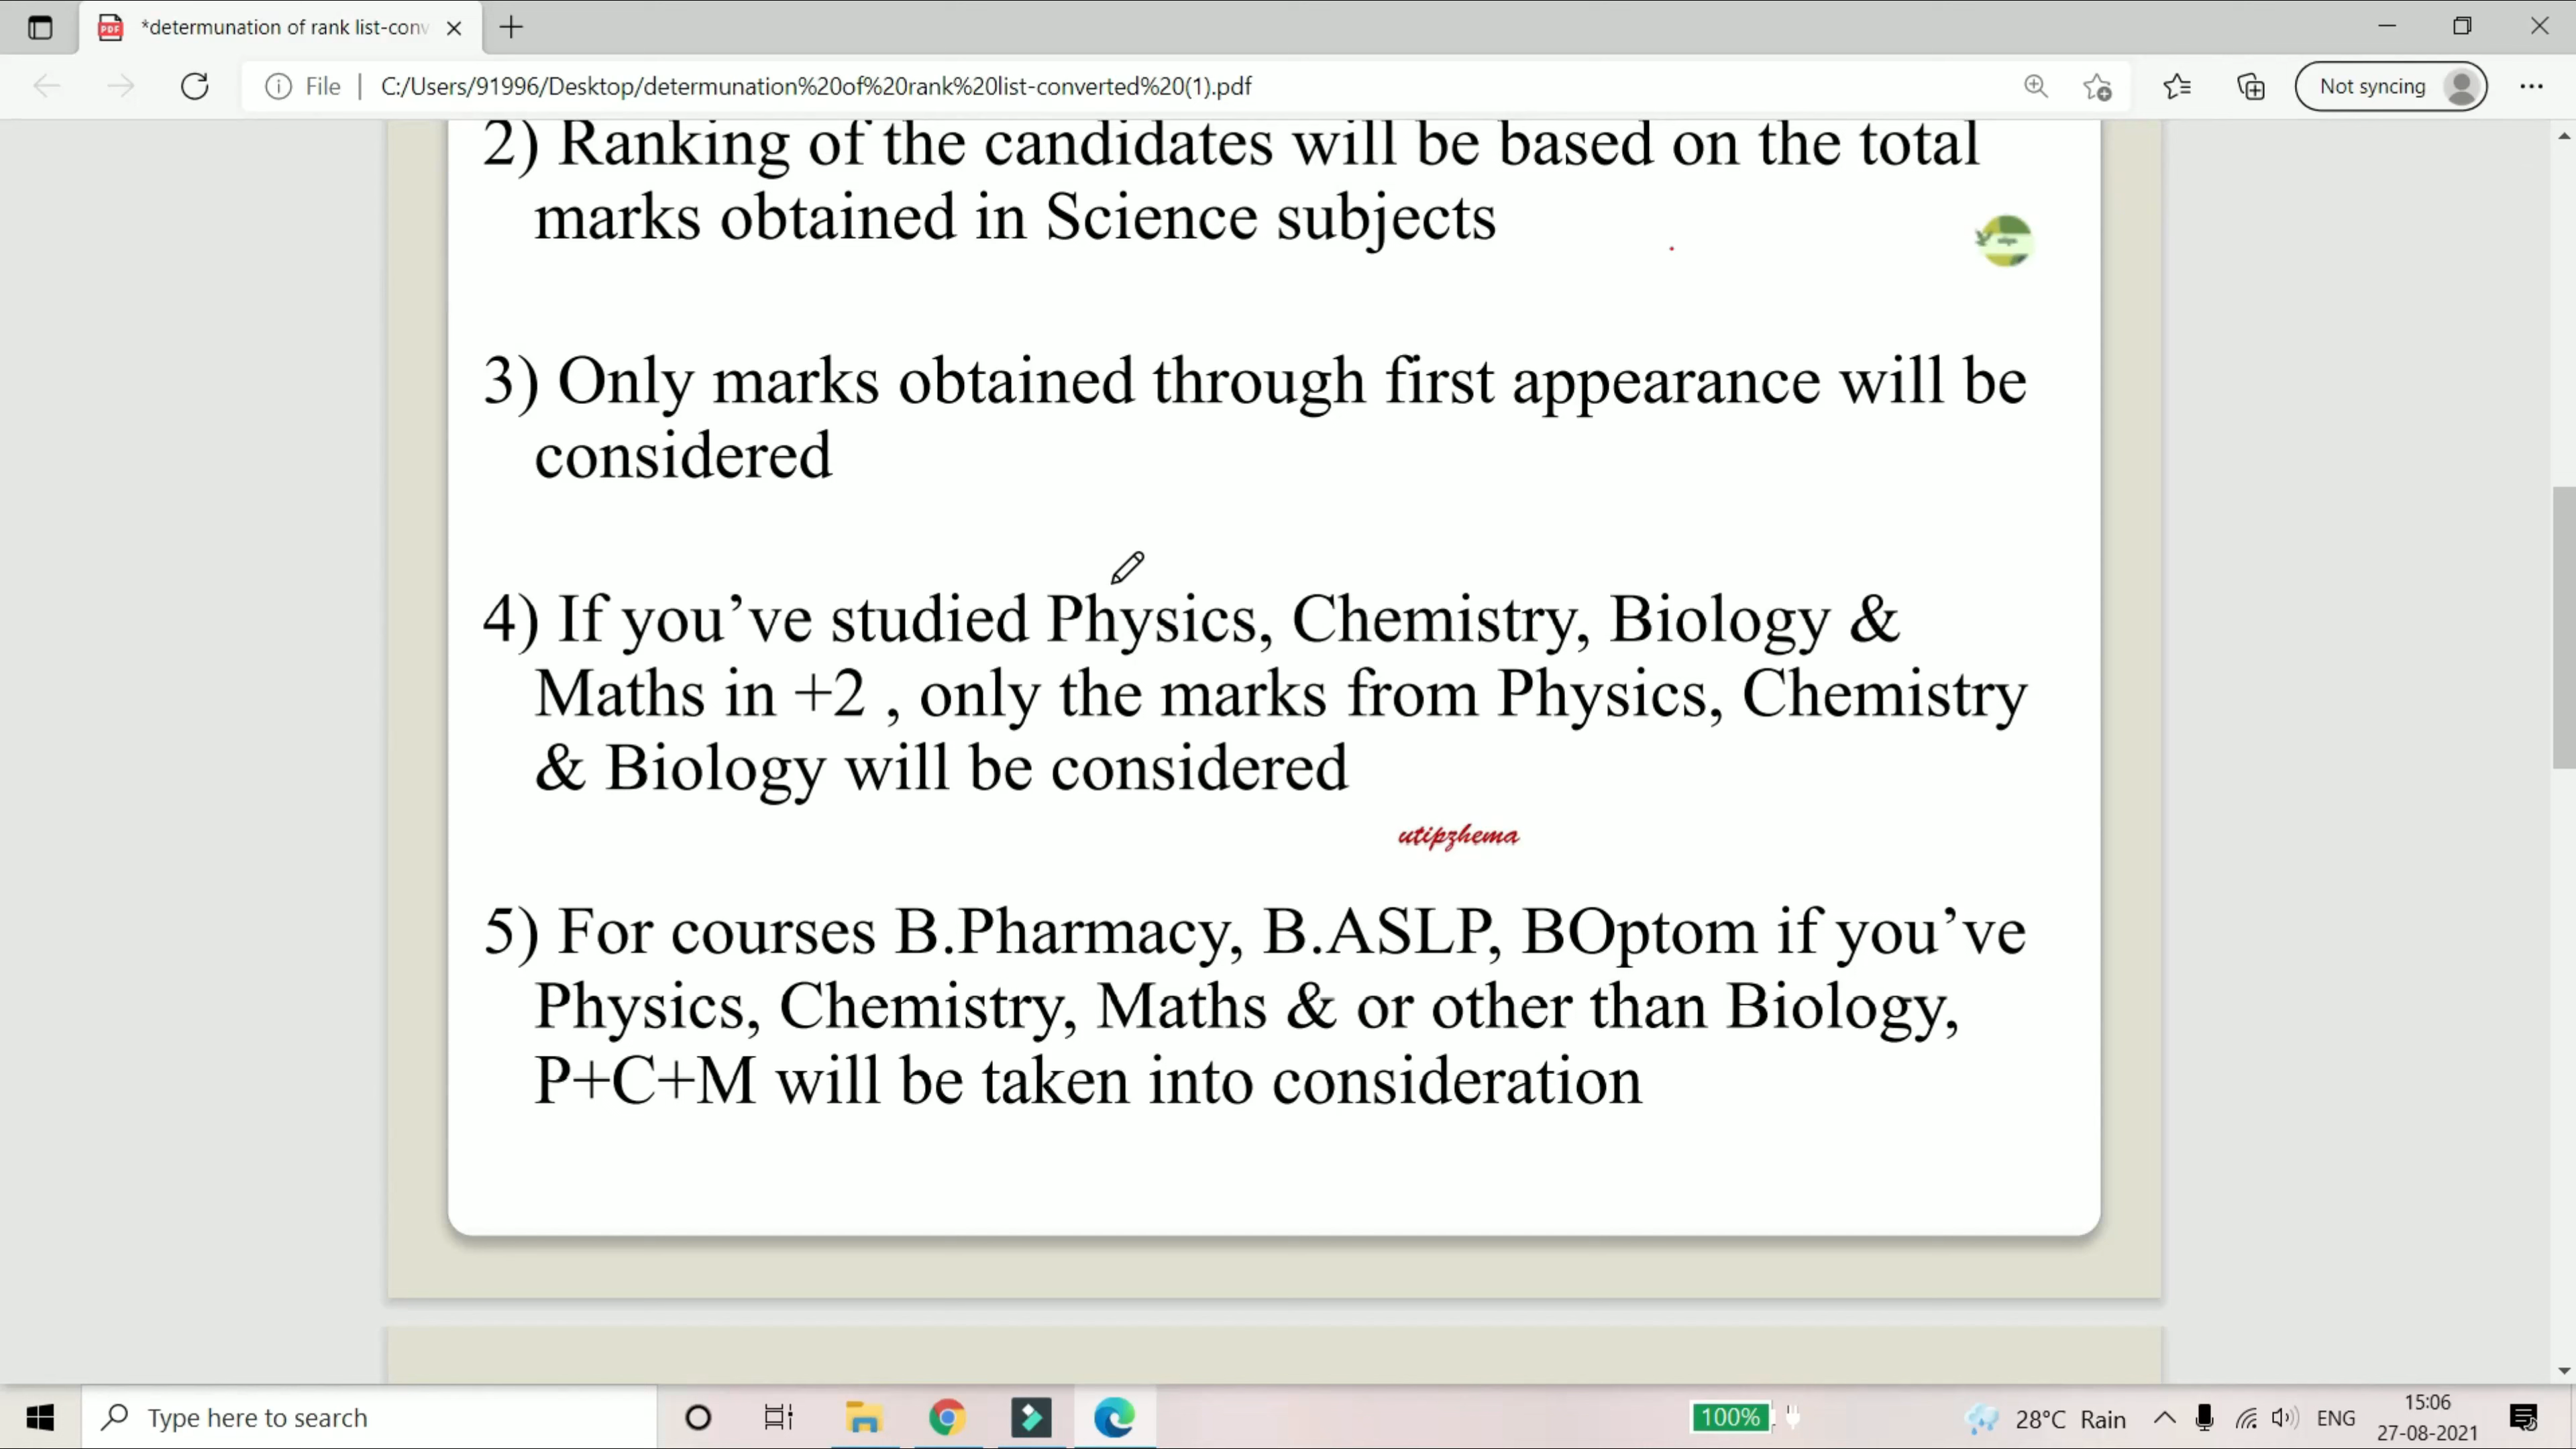 *determunation of rank list-conv
File
C:/Users/91996/Desktop/determunation%20of%20rank%20list-converted%20(1).pdf
Not syncing
2) Ranking of the candidates will be based on the total
marks obtained in Science subjects
3) Only marks obtained through first appearance will be
considered
4) If you’ve studied Physics, Chemistry, Biology &
Maths in +2 , only the marks from Physics, Chemistry
& Biology will be considered
utipzhema
5) For courses B.Pharmacy, B.ASLP, BOptom if you’ve
Physics, Chemistry, Maths & or other than Biology,
P+C+M will be taken into consideration
Type here to search
100%
28°C Rain
ENG
15:06
27-08-2021